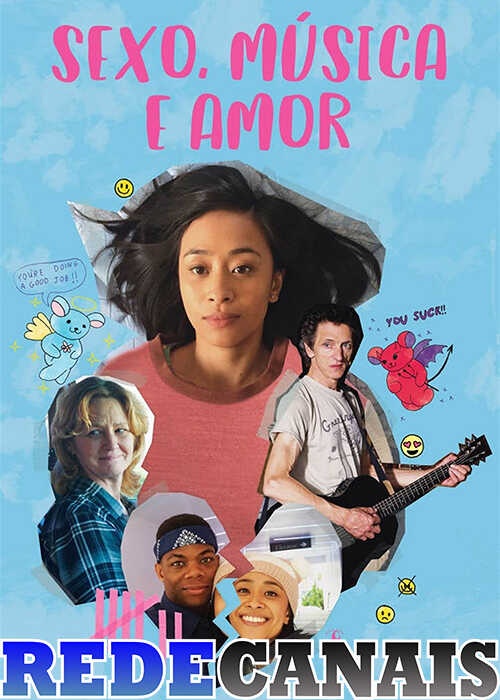 SEXO, MÚSICA
E AMOR
YOU'RE DOING
A GOOD JOB!!
YOU SUCK!!
REDECANAIS